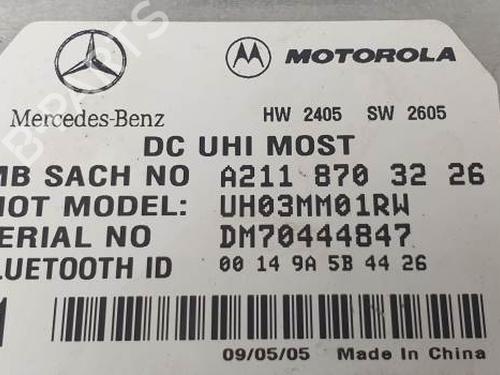 MOTOROLA
Mercedes-Benz HW 2405 SW 2605
DC UHI MOST
MB SACH NO A211 870 32 26
MOT MODEL: UH03MM01RW
SERIAL NO DM70444847
BLUETOOTH ID 00 14 9A 5B 44 26
09/05/05 Made In China